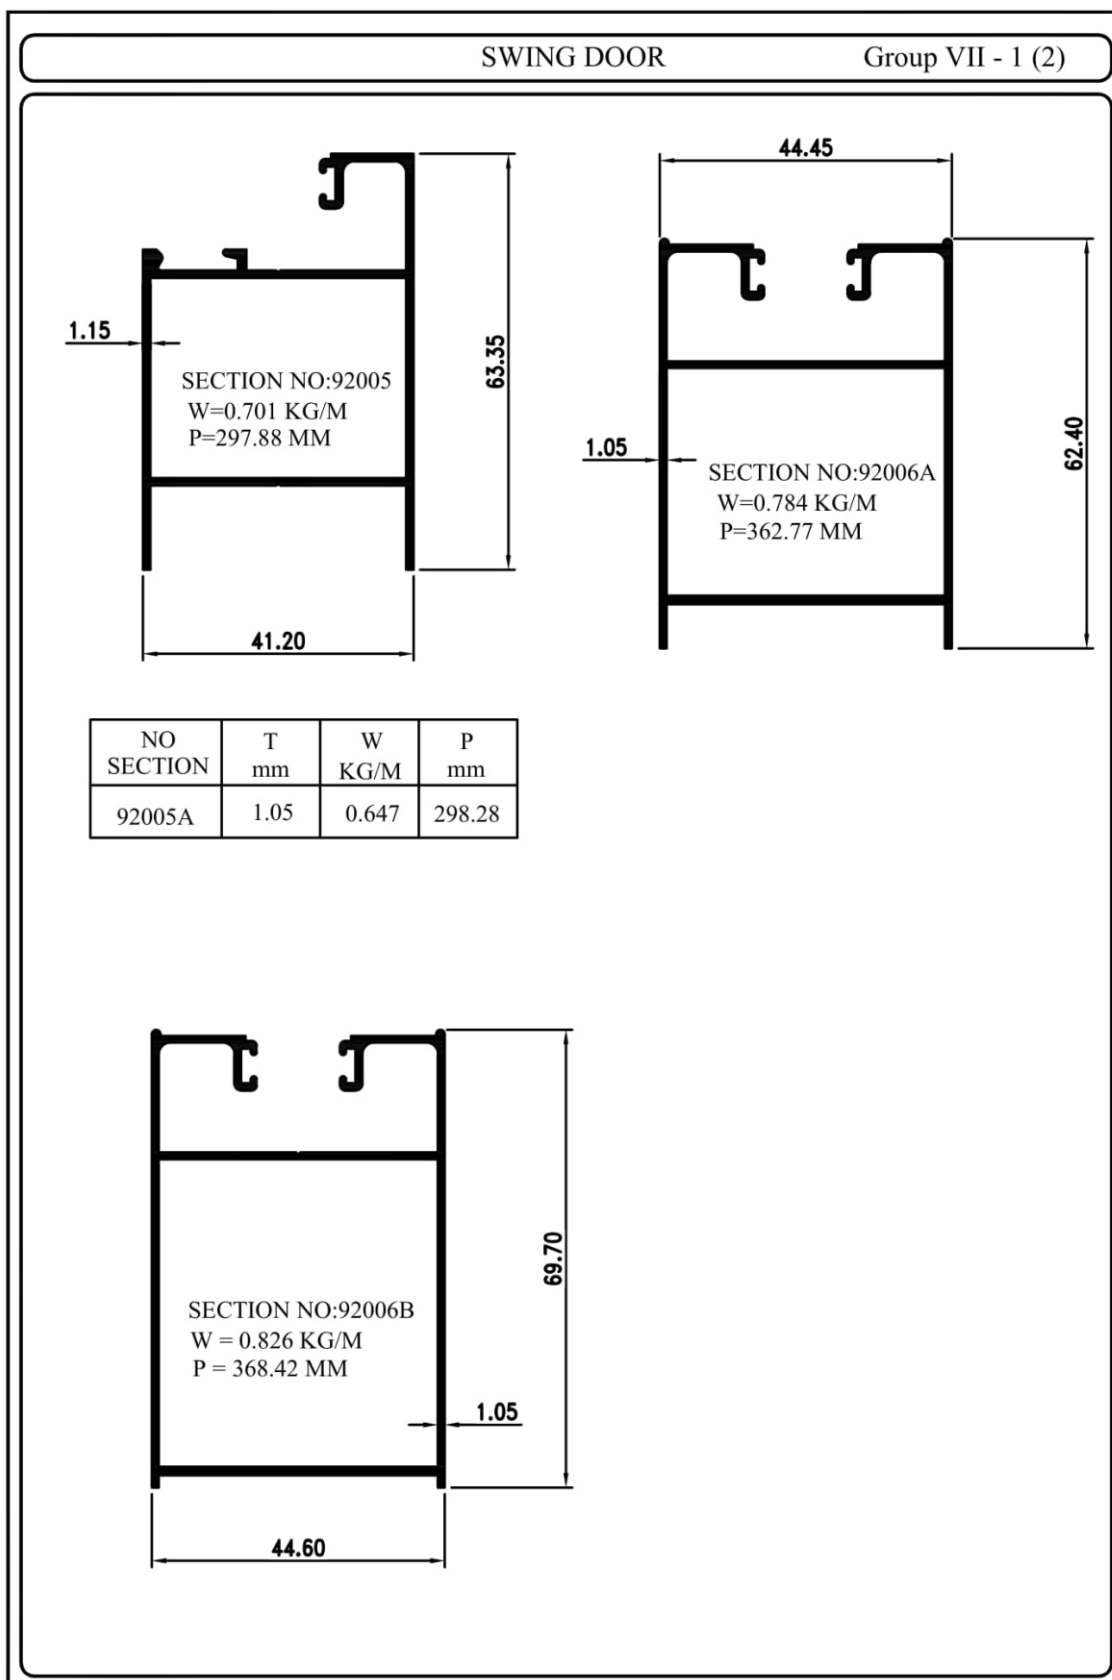 SWING DOOR
Group VII - 1 (2)
1.15
63.35
41.20
SECTION NO:92005
W=0.701 KG/M
P=297.88 MM
44.45
1.05
62.40
SECTION NO:92006A
W=0.784 KG/M
P=362.77 MM
NO SECTION
T mm
W KG/M
P mm
92005A
1.05
0.647
298.28
69.70
SECTION NO:92006B
W = 0.826 KG/M
P = 368.42 MM
1.05
44.60